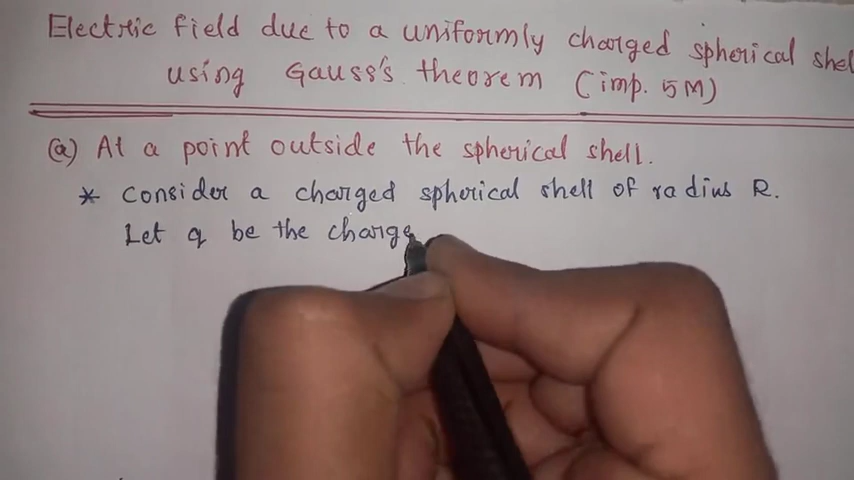 Electric field due to a uniformly charged spherical shel
using Gauss's theorem (imp. 5M)
(a) At a point outside the spherical shell.
* Consider a charged spherical shell of radius R.
Let q be the charge